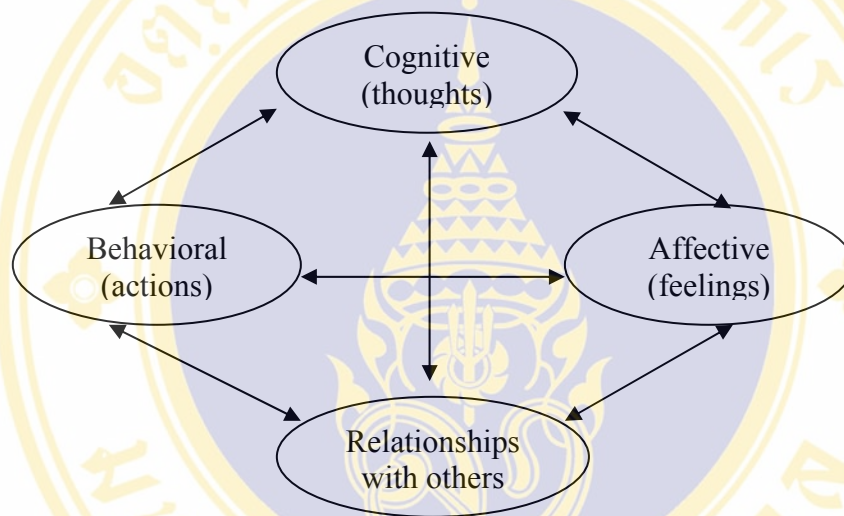 Cognitive
(thoughts)
Behavioral
(actions)
Affective
(feelings)
Relationships
with others